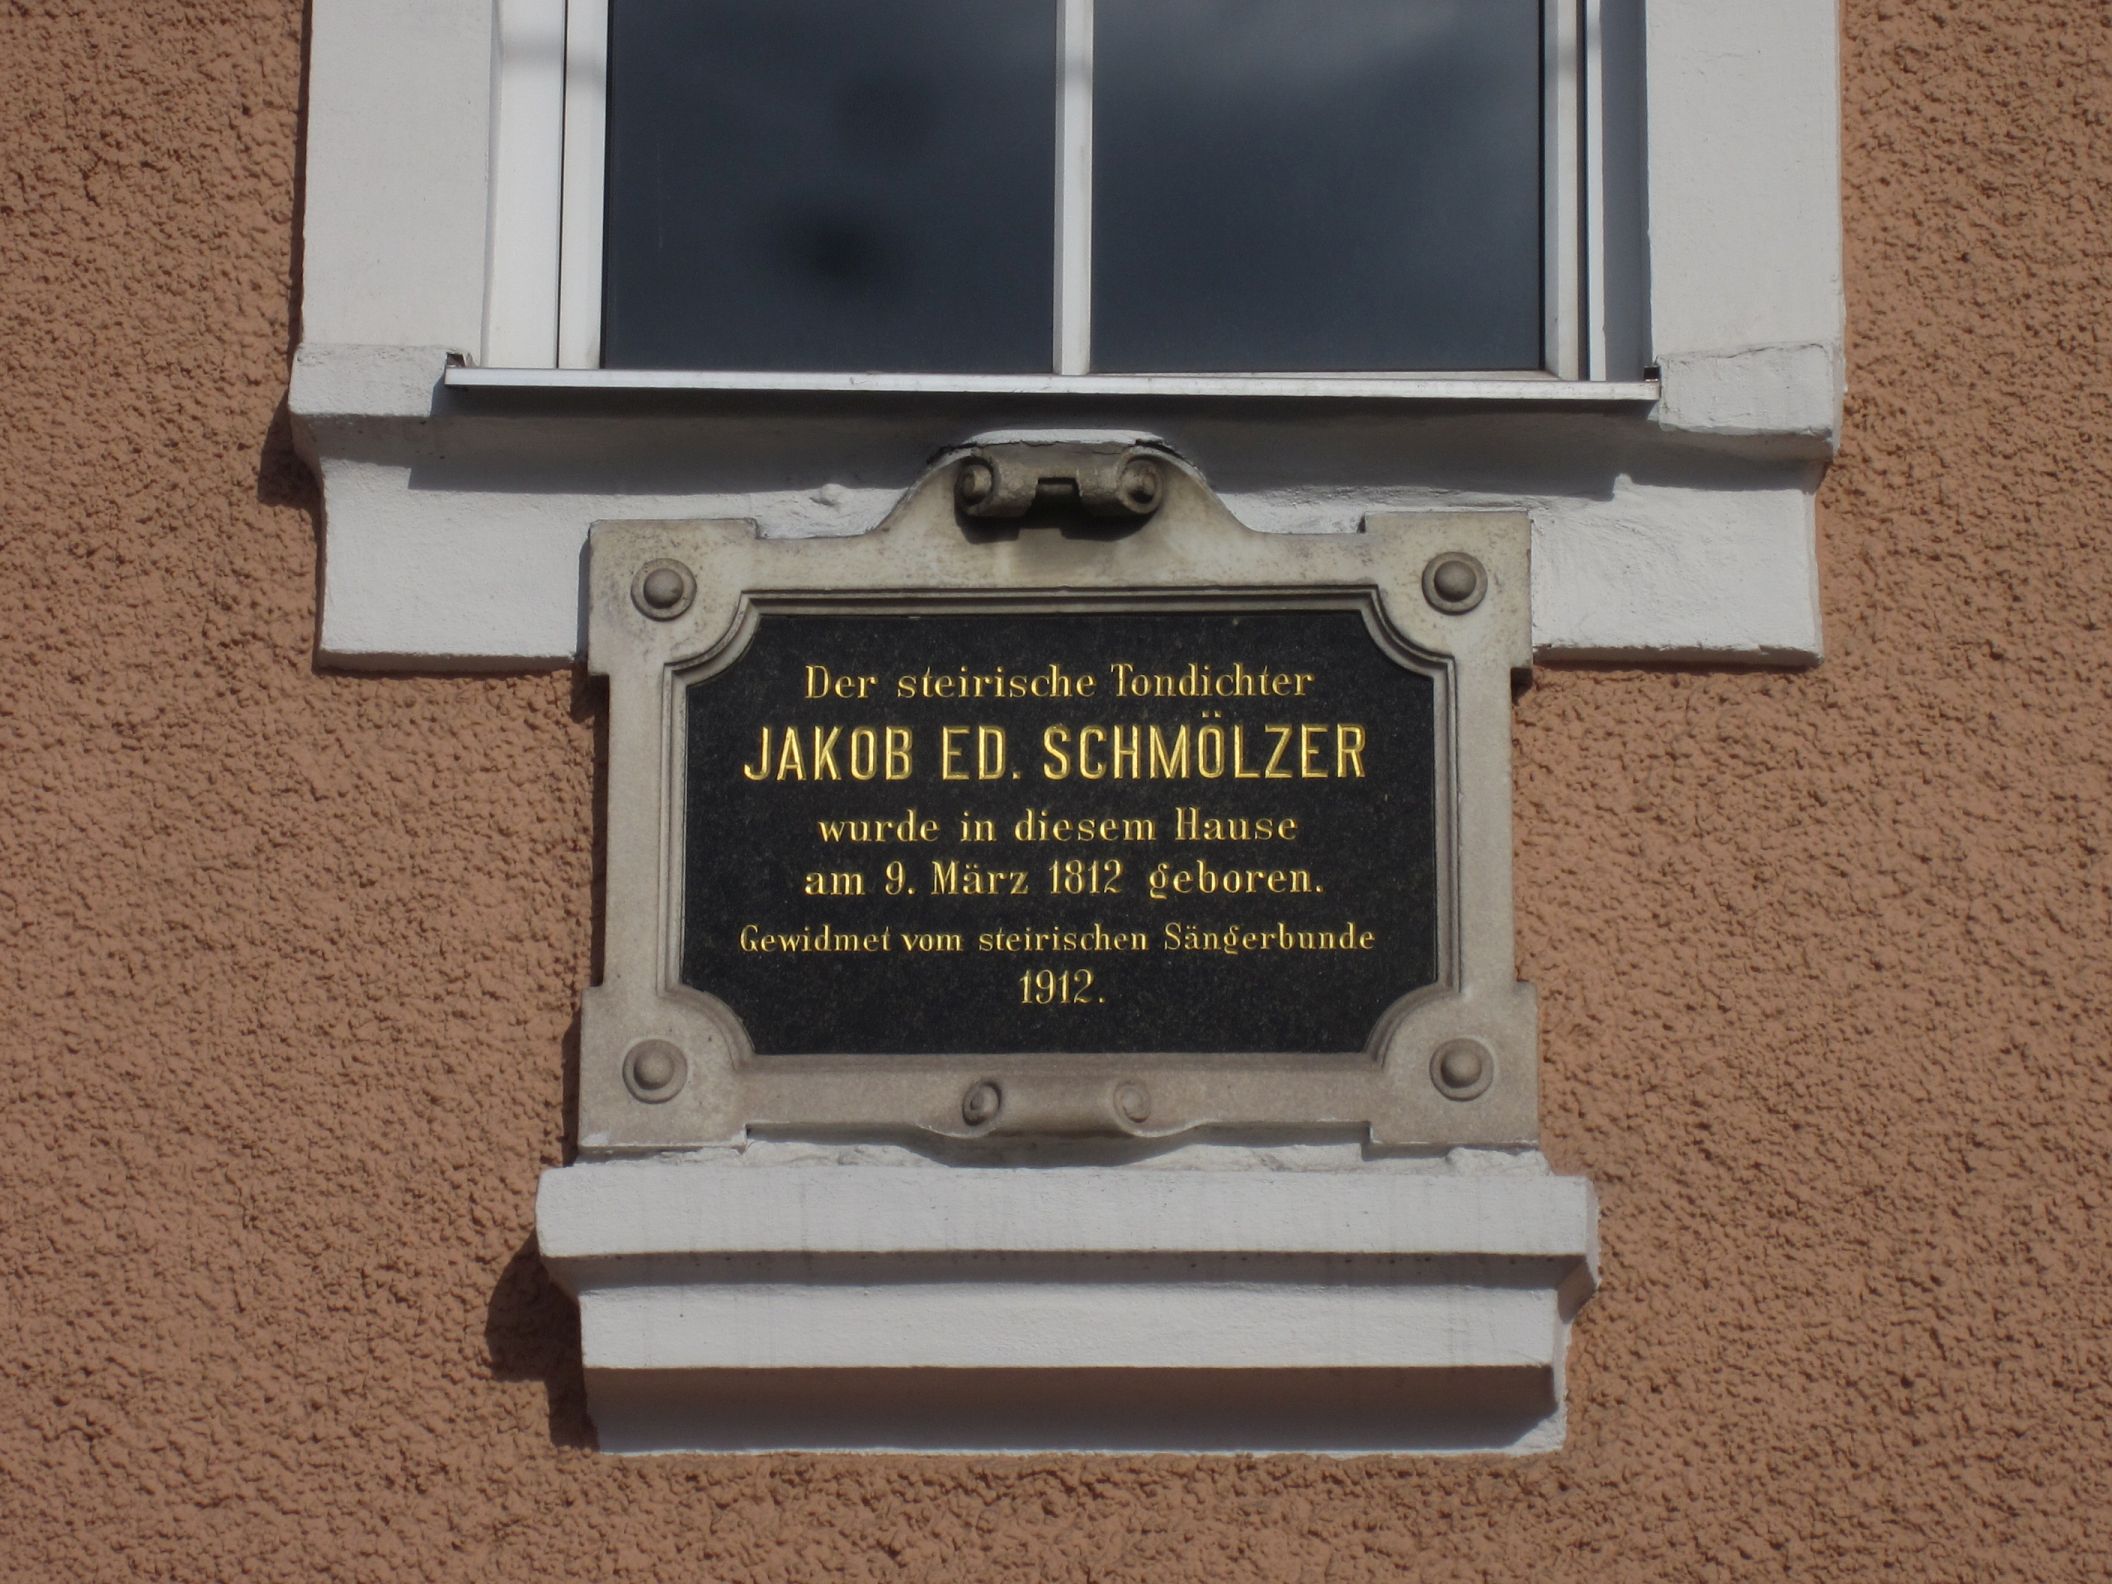 Der steirische Tondichter
JAKOB ED. SCHMÖLZER
wurde in diesem Hause
am 9. März 1812 geboren.
Gewidmet vom steirischen Sängerbunde
1912.